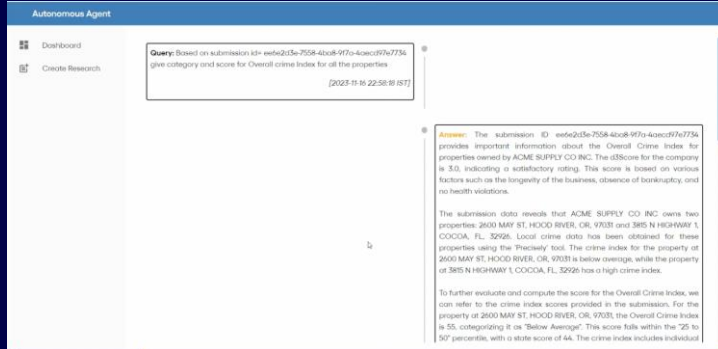 Autonomous Agent
Dashboard
Create Research
Query: Based on submission id= ee6e2d3e-7558-4ba8-9f7a-4aecd97e7734
give category and score for Overall crime Index for all the properties
[2023-11-16 22:58:18 IST]
Answer: The submission ID ee6e2d3e-7558-4ba8-9f7a-4aecd97e7734
provides important information about the Overall Crime Index for
properties owned by ACME SUPPLY CO INC. The d3Score for the company
is 3.0, indicating a satisfactory rating. This score is based on various
factors such as the longevity of the business, absence of bankruptcy, and
no health violations.
The submission data reveals that ACME SUPPLY CO INC owns two
properties: 2600 MAY ST, HOOD RIVER, OR, 97031 and 3815 N HIGHWAY 1,
COCOA, FL, 32926. Local crime data has been obtained for these
properties using the 'Precisely' tool. The crime index for the property at
2600 MAY ST, HOOD RIVER, OR, 97031 is below average, while the property
at 3815 N HIGHWAY 1, COCOA, FL, 32926 has a high crime index.
To further evaluate and compute the score for the Overall Crime Index, we
can refer to the crime index scores provided in the submission. For the
property at 2600 MAY ST, HOOD RIVER, OR, 97031, the Overall Crime Index
is 55, categorizing it as "Below Average". This score falls within the "25 to
50" percentile, with a state score of 44. The crime index includes individual